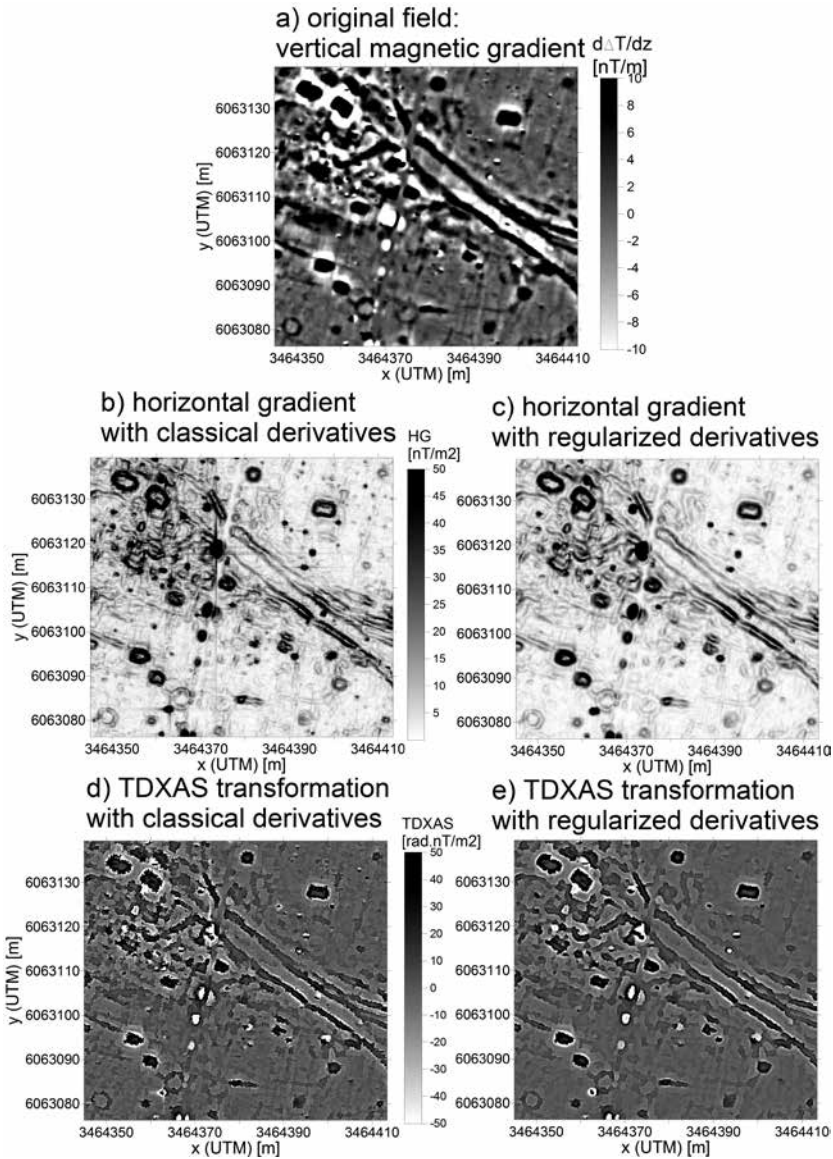 a) original field:
vertical magnetic gradient
dΔT/dz
[nT/m]
10
8
6
4
2
0
-2
-4
-6
-8
-10
y (UTM) [m]
6063130
6063120
6063110
6063100
6063090
6063080
3464350 3464370 3464390 3464410
x (UTM) [m]
b) horizontal gradient
with classical derivatives
HG
[nT/m2]
50
45
40
35
30
25
20
15
10
5
y (UTM) [m]
6063130
6063120
6063110
6063100
6063090
6063080
3464350 3464370 3464390 3464410
x (UTM) [m]
c) horizontal gradient
with regularized derivatives
6063130
6063120
6063110
6063100
6063090
6063080
3464350 3464370 3464390 3464410
x (UTM) [m]
d) TDXAS transformation
with classical derivatives
TDXAS
[rad.nT/m2]
50
40
30
20
10
0
-10
-20
-30
-40
-50
y (UTM) [m]
6063130
6063120
6063110
6063100
6063090
6063080
3464350 3464370 3464390 3464410
x (UTM) [m]
e) TDXAS transformation
with regularized derivatives
6063130
6063120
6063110
6063100
6063090
6063080
3464350 3464370 3464390 3464410
x (UTM) [m]